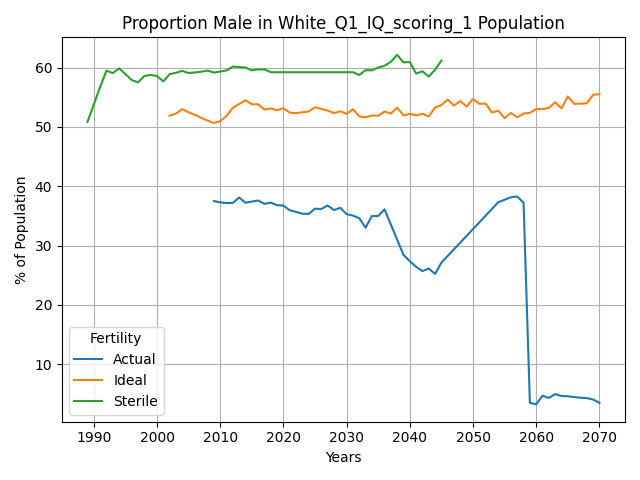 Proportion Male in White_Q1_IQ_scoring_1 Population
% of Population
60
50
40
30
20
10
Fertility
Actual
Ideal
Sterile
1990 2000 2010 2020 2030 2040 2050 2060 2070
Years